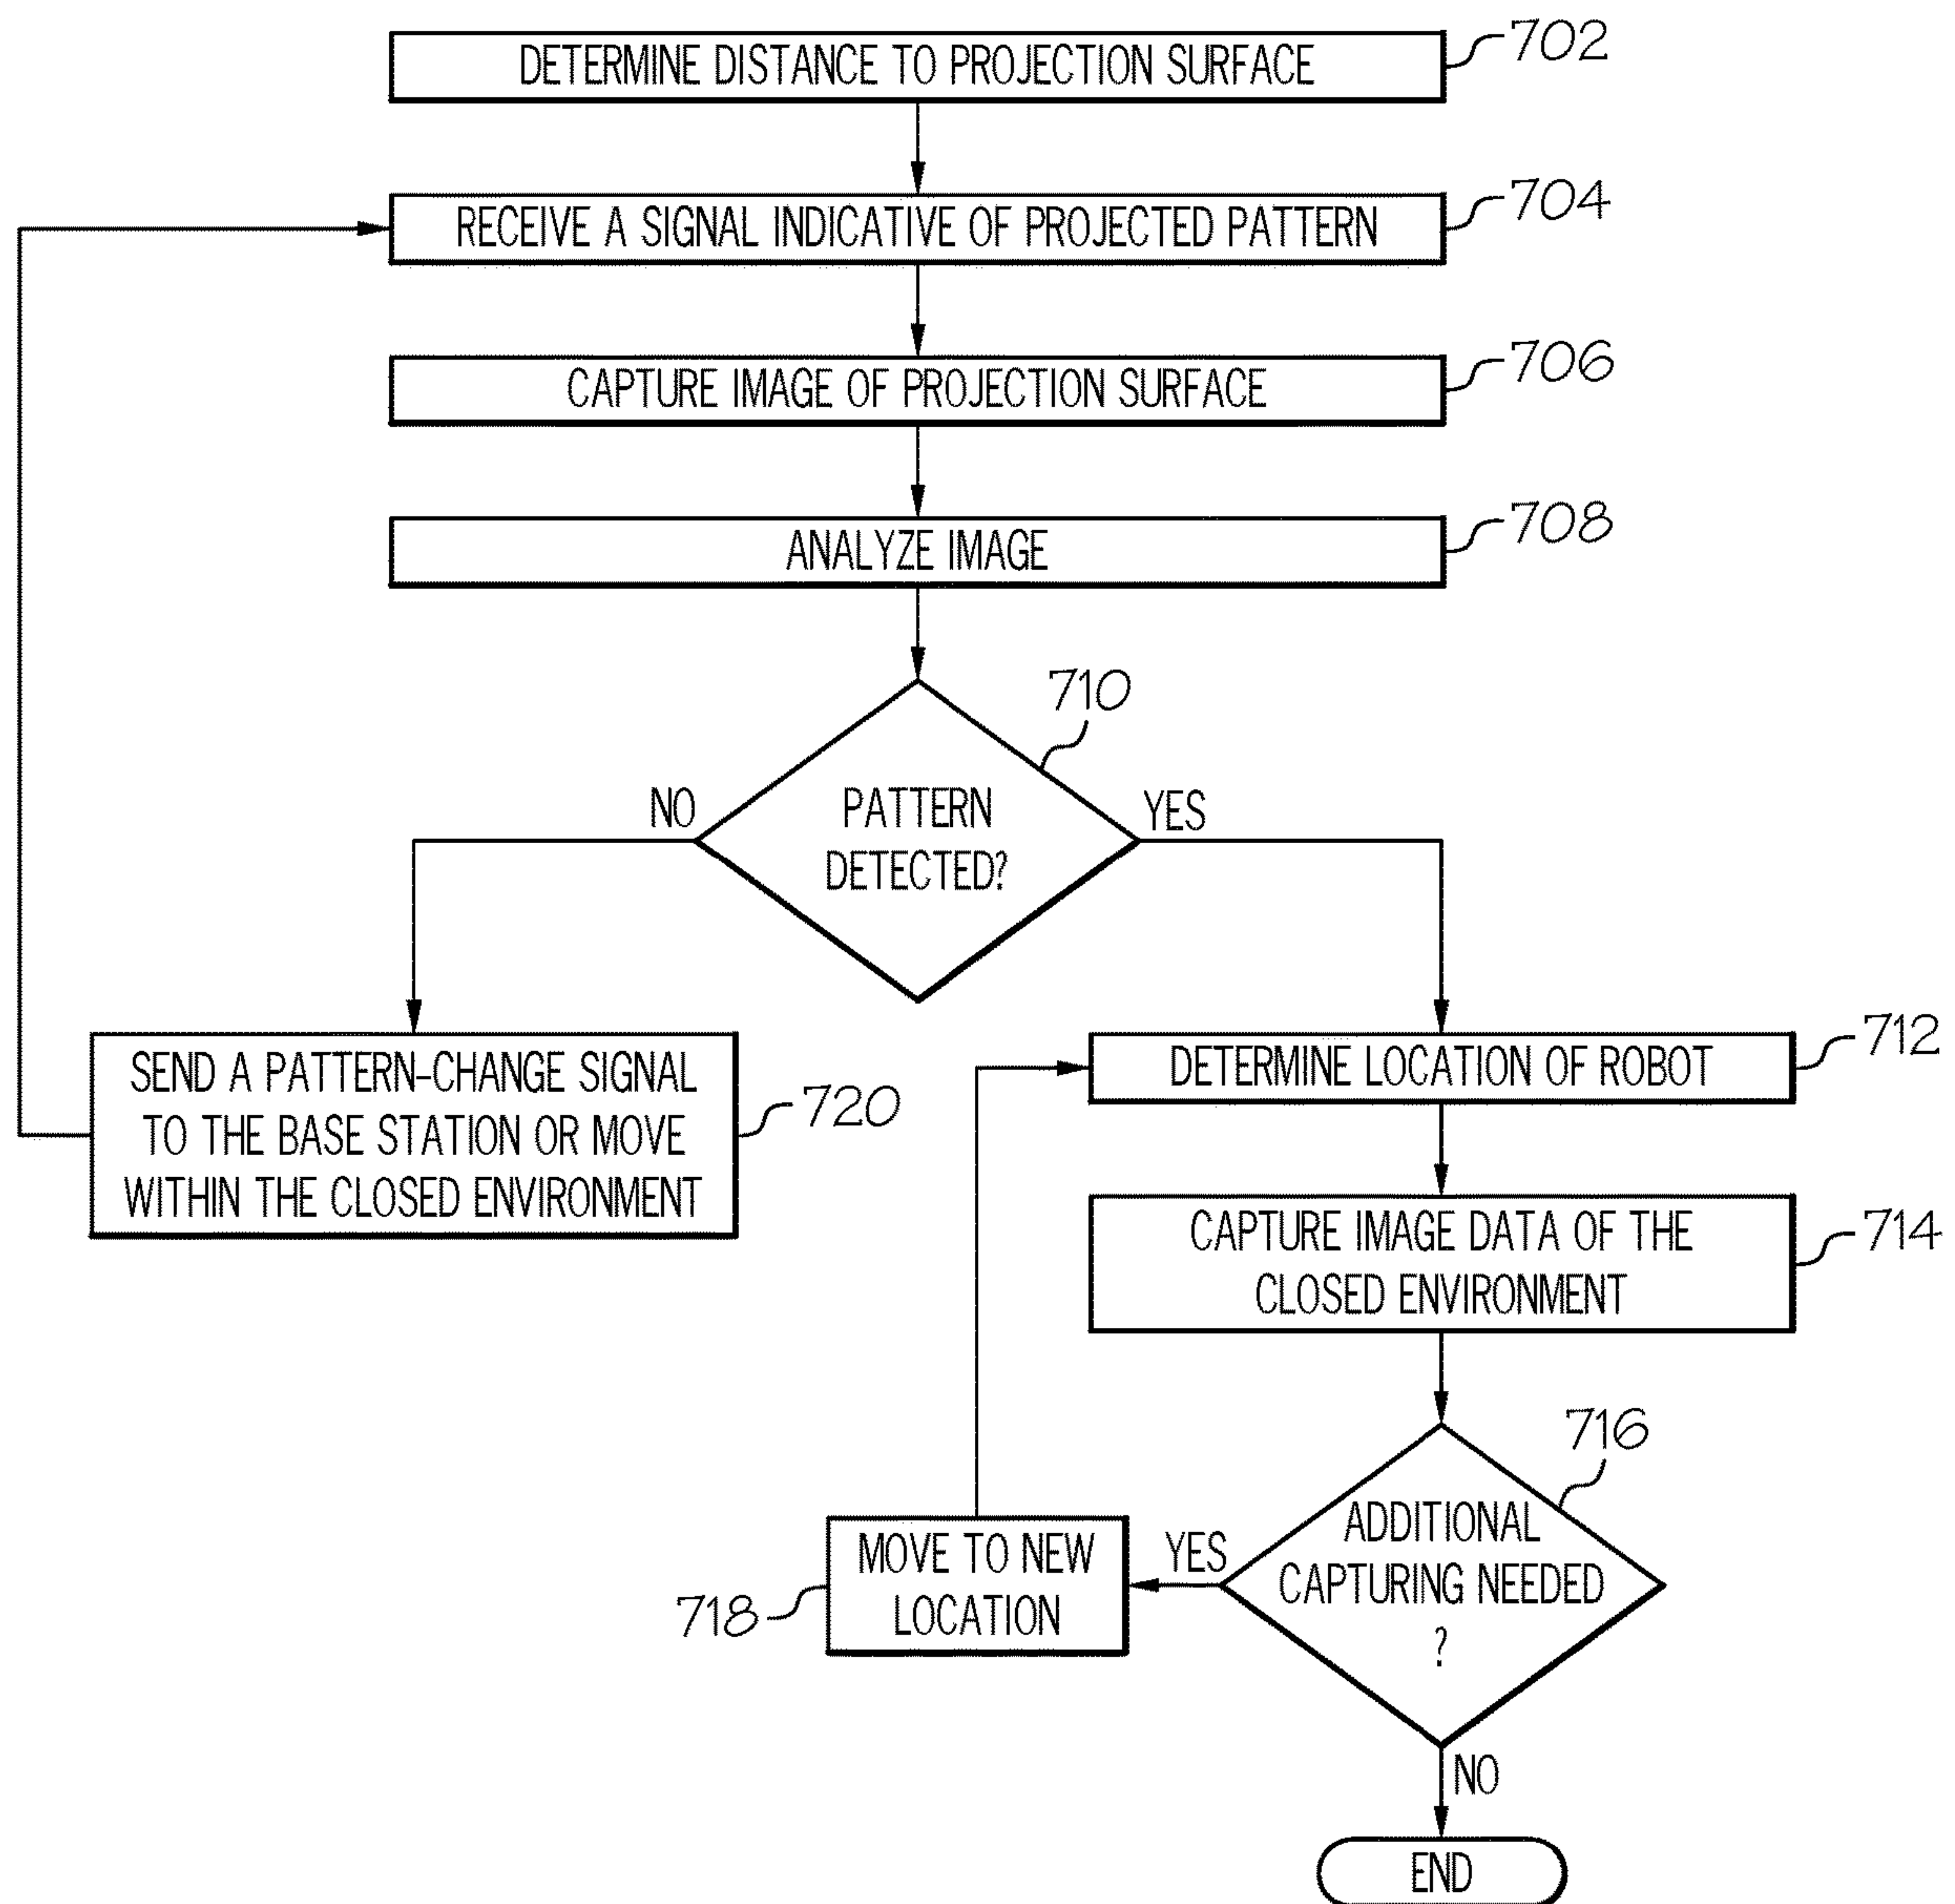 DETERMINE DISTANCE TO PROJECTION SURFACE
702
RECEIVE A SIGNAL INDICATIVE OF PROJECTED PATTERN
704
CAPTURE IMAGE OF PROJECTION SURFACE
706
ANALYZE IMAGE
708
710
NO
PATTERN
DETECTED?
YES
SEND A PATTERN-CHANGE SIGNAL
TO THE BASE STATION OR MOVE
WITHIN THE CLOSED ENVIRONMENT
720
DETERMINE LOCATION OF ROBOT
712
CAPTURE IMAGE DATA OF THE
CLOSED ENVIRONMENT
714
716
ADDITIONAL
CAPTURING NEEDED
?
YES
MOVE TO NEW
LOCATION
718
NO
END